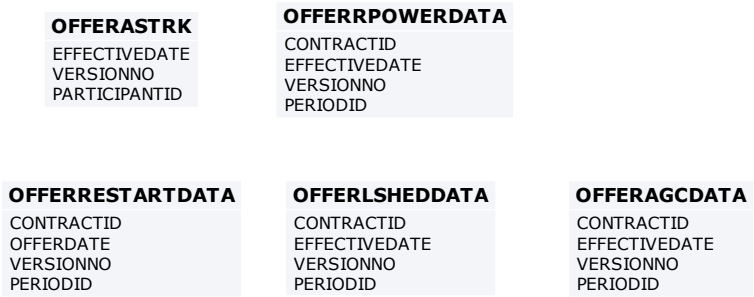 OFFERASTRK
EFFECTIVEDATE
VERSIONNO
PARTICIPANTID
OFFERRPOWERDATA
CONTRACTID
EFFECTIVEDATE
VERSIONNO
PERIODID
OFFERRESTARTDATA
CONTRACTID
OFFERDATE
VERSIONNO
PERIODID
OFFERLSHEDDATA
CONTRACTID
EFFECTIVEDATE
VERSIONNO
PERIODID
OFFERAGCDATA
CONTRACTID
EFFECTIVEDATE
VERSIONNO
PERIODID